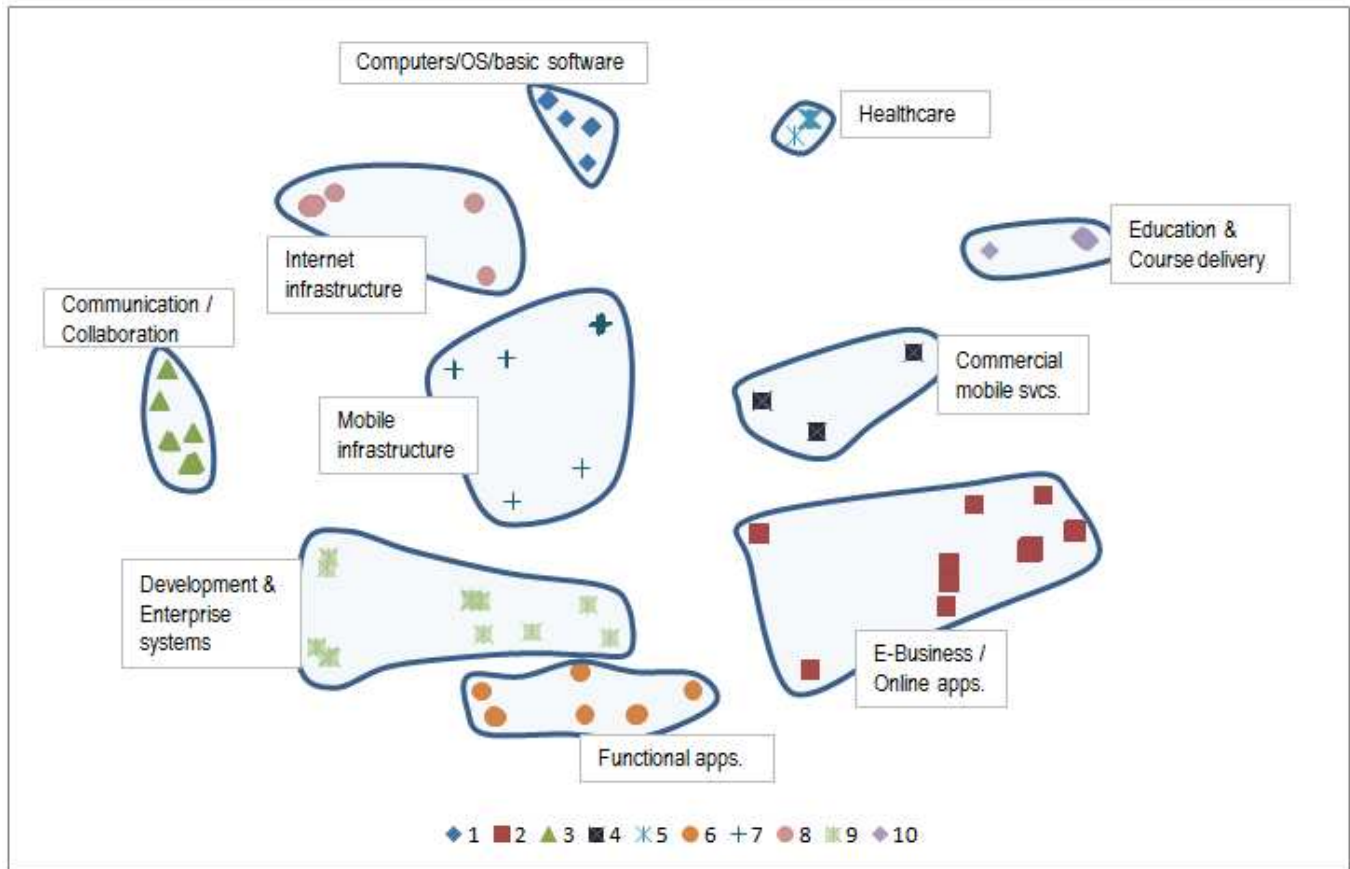 Computers/OS/basic software
Healthcare
Education &
Course delivery
Internet
infrastructure
Communication /
Collaboration
Commercial
mobile svcs.
Mobile
infrastructure
Development &
Enterprise
systems
E-Business /
Online apps.
Functional apps.
1 2 3 4 5 6 7 8 9 10